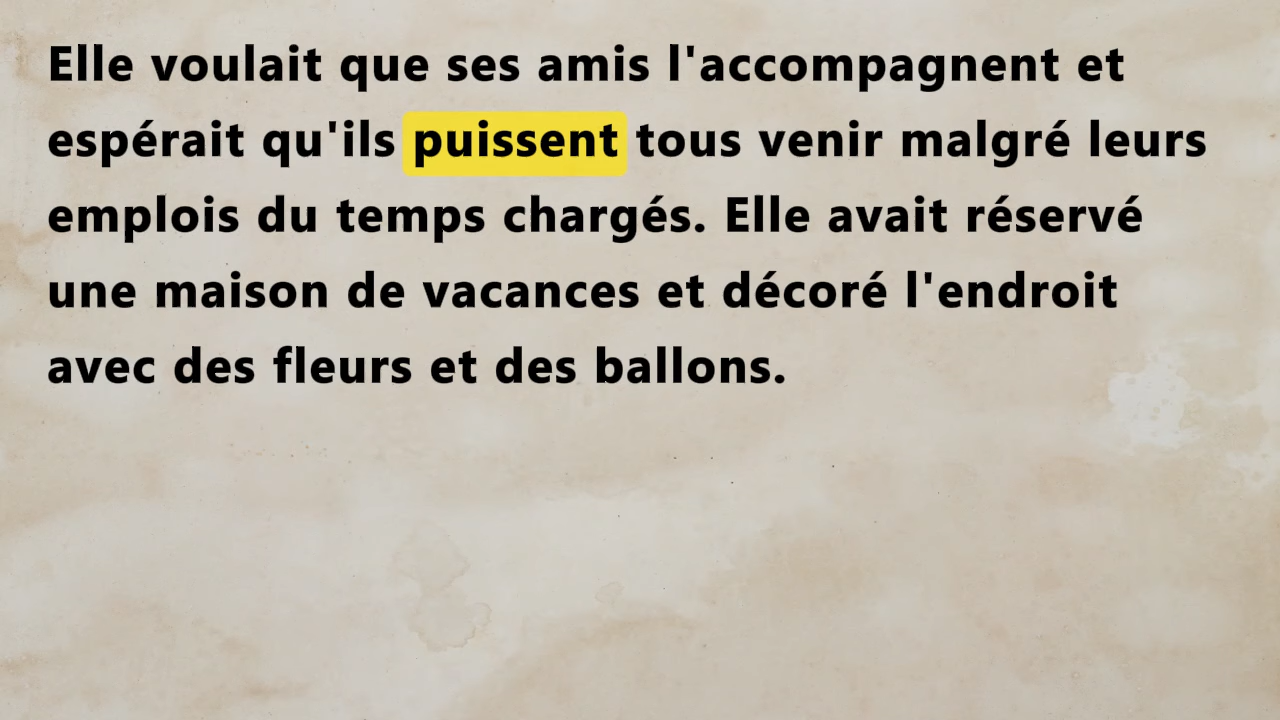 Elle voulait que ses amis l'accompagnent et
espérait qu'ils puissent tous venir malgré leurs
emplois du temps chargés. Elle avait réservé
une maison de vacances et décoré l'endroit
avec des fleurs et des ballons.